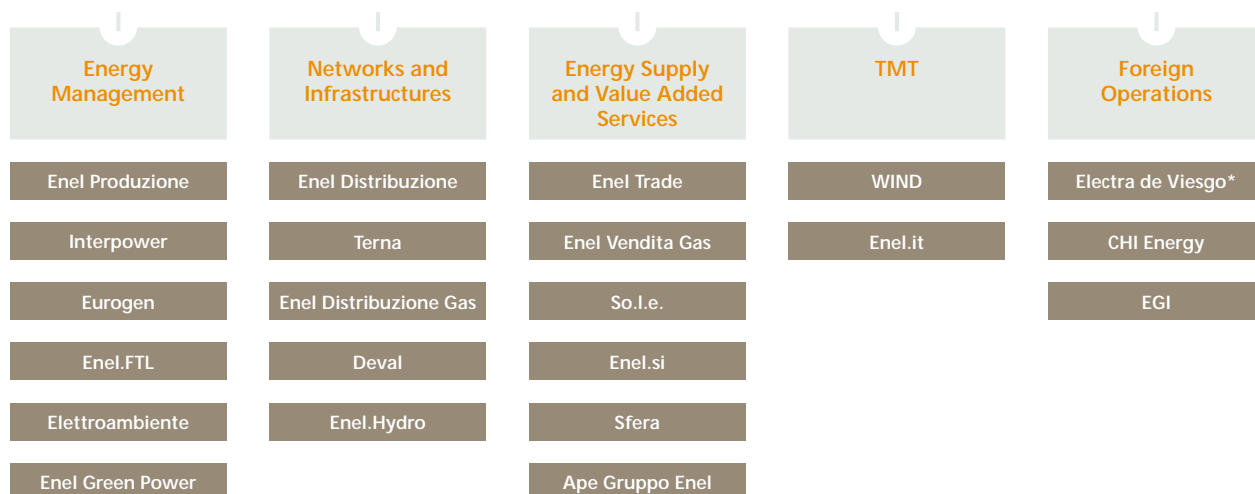 Energy
Management
Networks and
Infrastructures
Energy Supply
and Value Added
Services
TMT
Foreign
Operations
Enel Produzione
Enel Distribuzione
Enel Trade
WIND
Electra de Viesgo*
Interpower
Terna
Enel Vendita Gas
Enel.it
CHI Energy
Eurogen
Enel Distribuzione Gas
So.l.e.
EGI
Enel.FTL
Deval
Enel.si
Elettroambiente
Enel.Hydro
Sfera
Enel Green Power
Ape Gruppo Enel